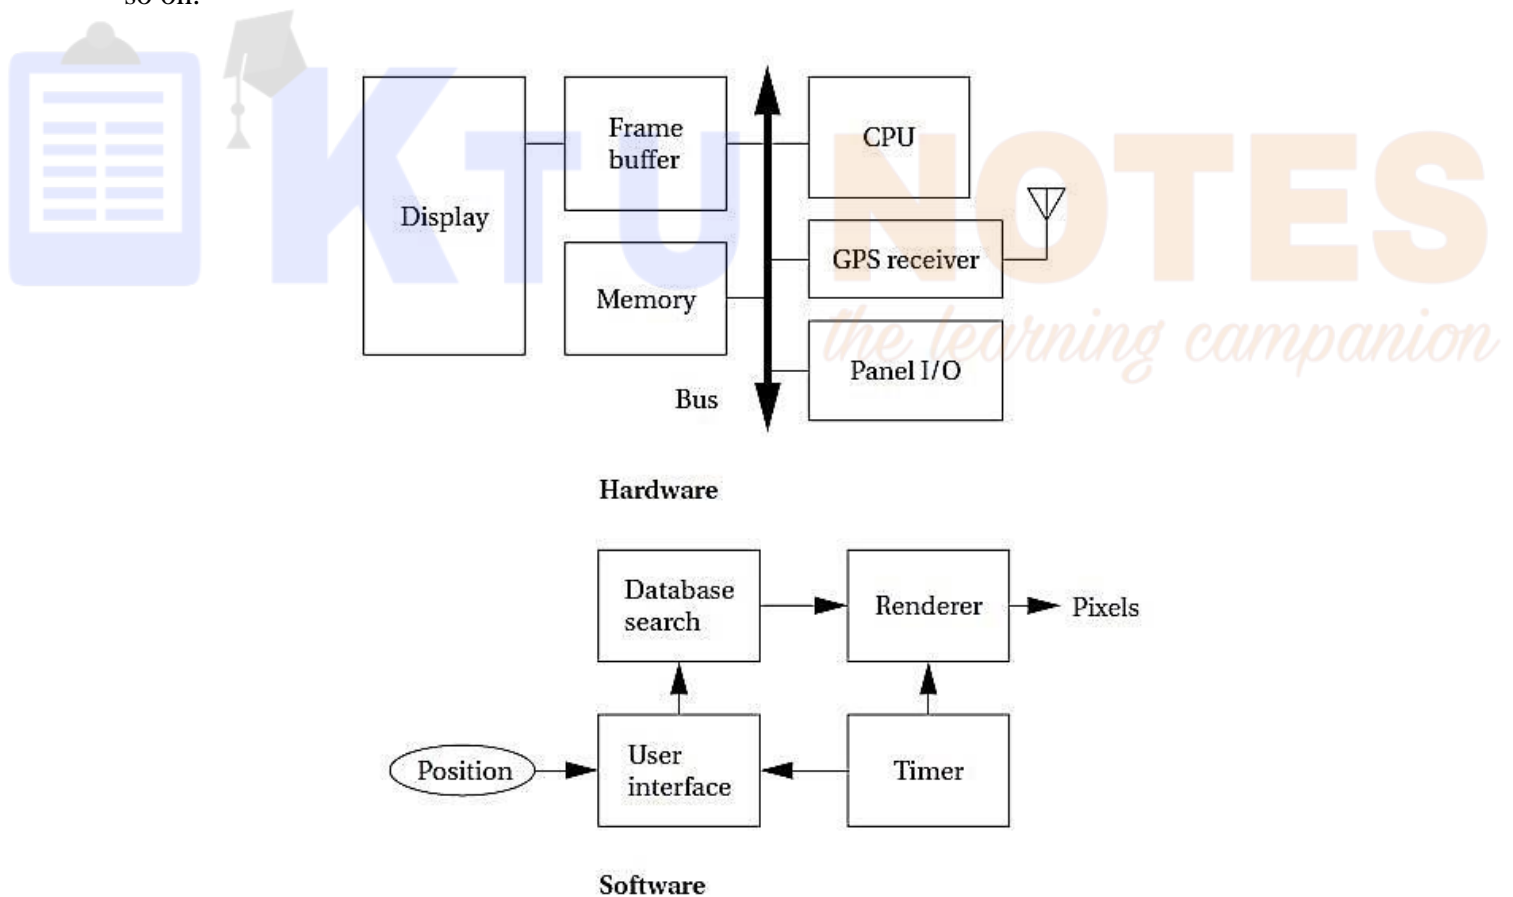 so on.
KTU NOTES
the learning campanion
Display
Frame
buffer
CPU
GPS receiver
Memory
Panel I/O
Bus
Hardware
Database
search
Renderer
Pixels
Position
User
interface
Timer
Software